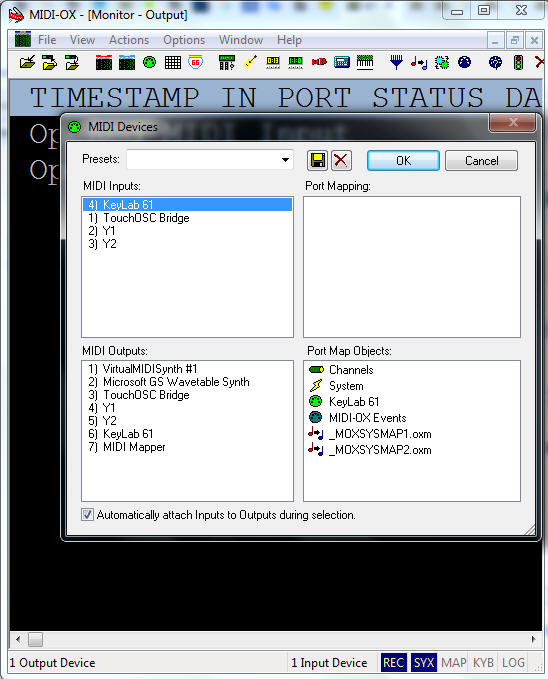 MIDI-OX - [Monitor - Output]
File View Actions Options Window Help
66
TIMESTAMP IN PORT STATUS DA
MIDI Devices
Presets:
OK
Cancel
MIDI Inputs:
4) KeyLab 61
1) TouchOSC Bridge
2) Y1
3) Y2
Port Mapping:
MIDI Outputs:
1) VirtualMIDISynth #1
2) Microsoft GS Wavetable Synth
3) TouchOSC Bridge
4) Y1
5) Y2
6) KeyLab 61
7) MIDI Mapper
Port Map Objects:
Channels
System
KeyLab 61
MIDI-OX Events
_MOXSYSMAP1.oxm
_MOXSYSMAP2.oxm
Automatically attach Inputs to Outputs during selection.
1 Output Device
1 Input Device
REC SYX MAP KYB LOG